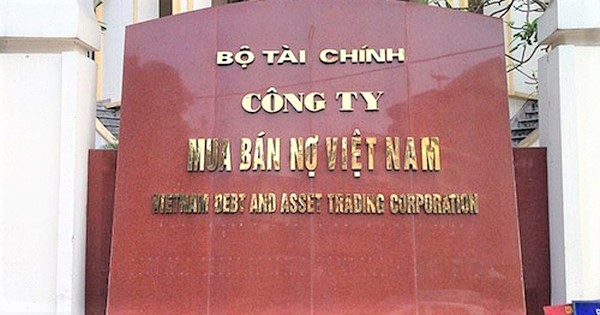 BỘ TÀI CHÍNH
CÔNG TY
MUA BÁN NỢ VIỆT NAM
VIETNAM DEBT AND ASSET TRADING CORPORATION